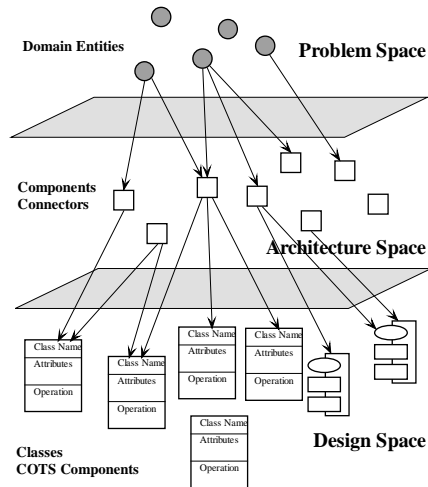 Domain Entities
Problem Space
Components
Connectors
Architecture Space
Class Name
Attributes
Operation
Class Name
Attributes
Operation
Class Name
Attributes
Operation
Class Name
Attributes
Operation
Class Name
Attributes
Operation
Classes
COTS Components
Design Space